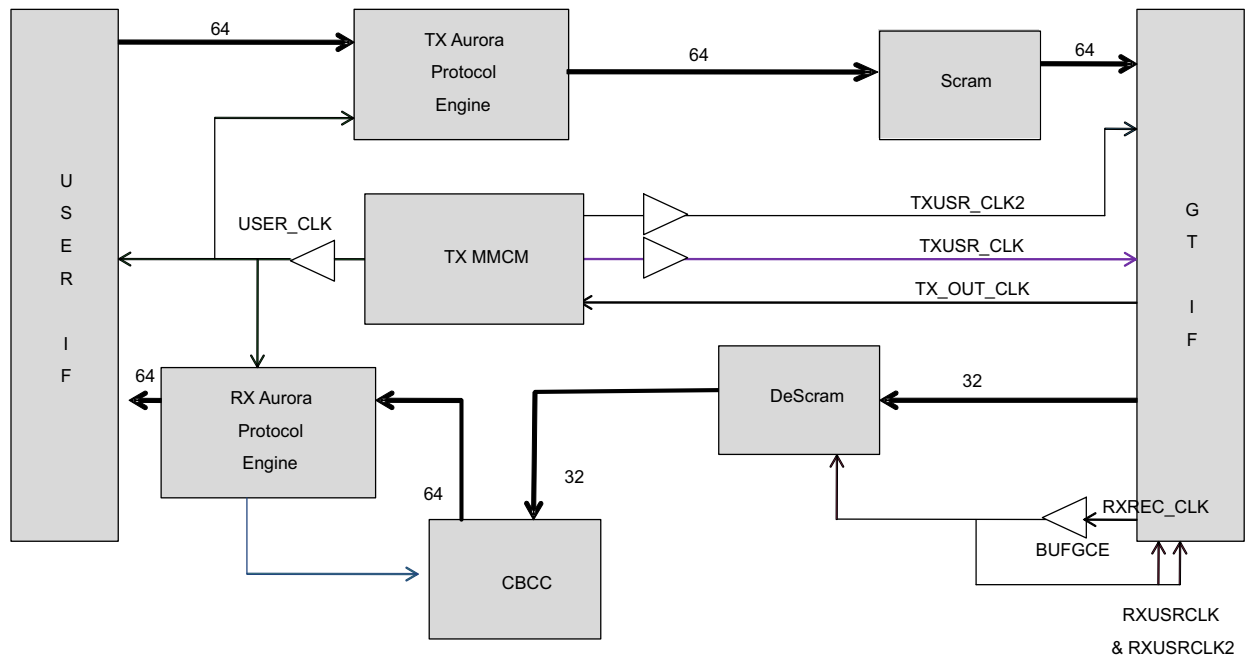 64
TX Aurora
Protocol
Engine
64
Scram
64
U
S
E
R
I
F
USER_CLK
TX MMCM
TXUSR_CLK2
TXUSR_CLK
TX_OUT_CLK
G
T
I
F
64
RX Aurora
Protocol
Engine
DeScram
32
64
32
CBCC
RXREC_CLK
BUFGCE
RXUSRCLK
& RXUSRCLK2